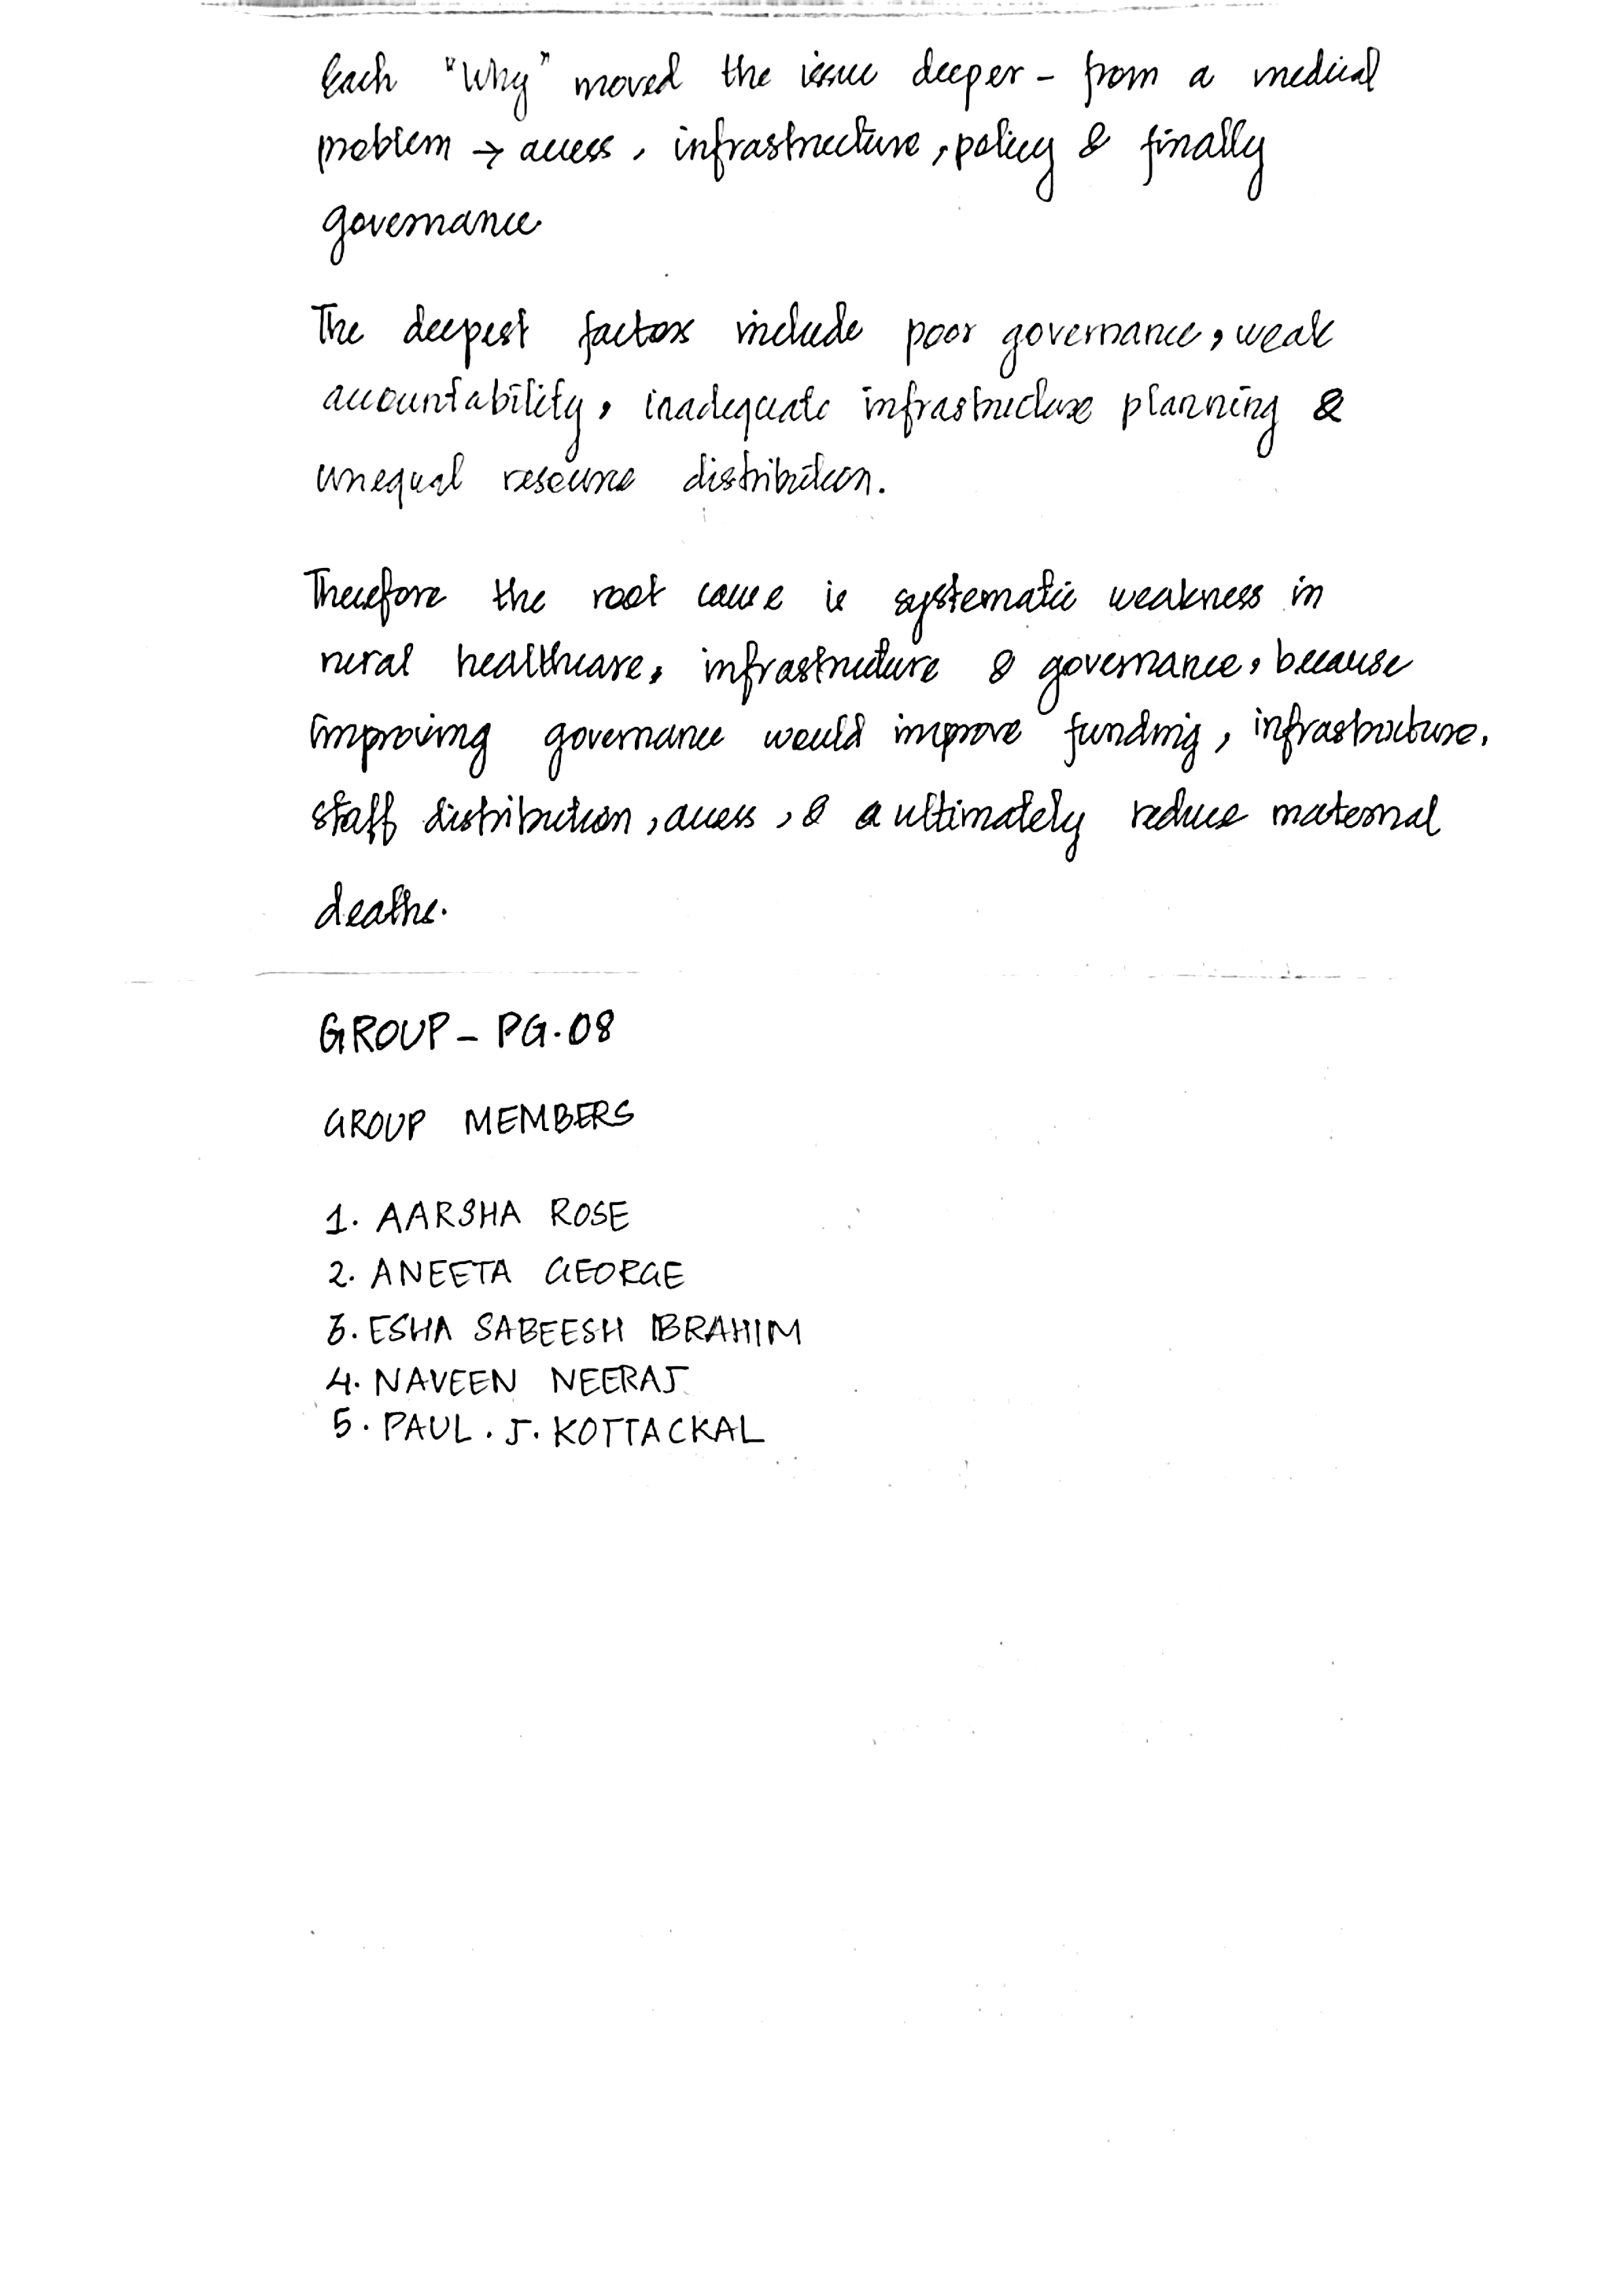 Each "Why" moved the issue deeper - from a medical
problem → access, infrastructure, policy & finally
governance.
The deepest factors include poor governance, weak
accountability, inadequate infrastructure planning &
unequal resource distribution.
Therefore the root cause is systematic weakness in
rural healthcare, infrastructure & governance, because
improving governance would improve funding, infrastructure,
staff distribution, access, & a ultimately reduce maternal
deaths.
GROUP - PG.08
GROUP MEMBERS
1. AARSHA ROSE
2. ANEETA GEORGE
3. ESHA SABEESH IBRAHIM
4. NAVEEN NEERAJ
5. PAUL. J. KOTTACKAL